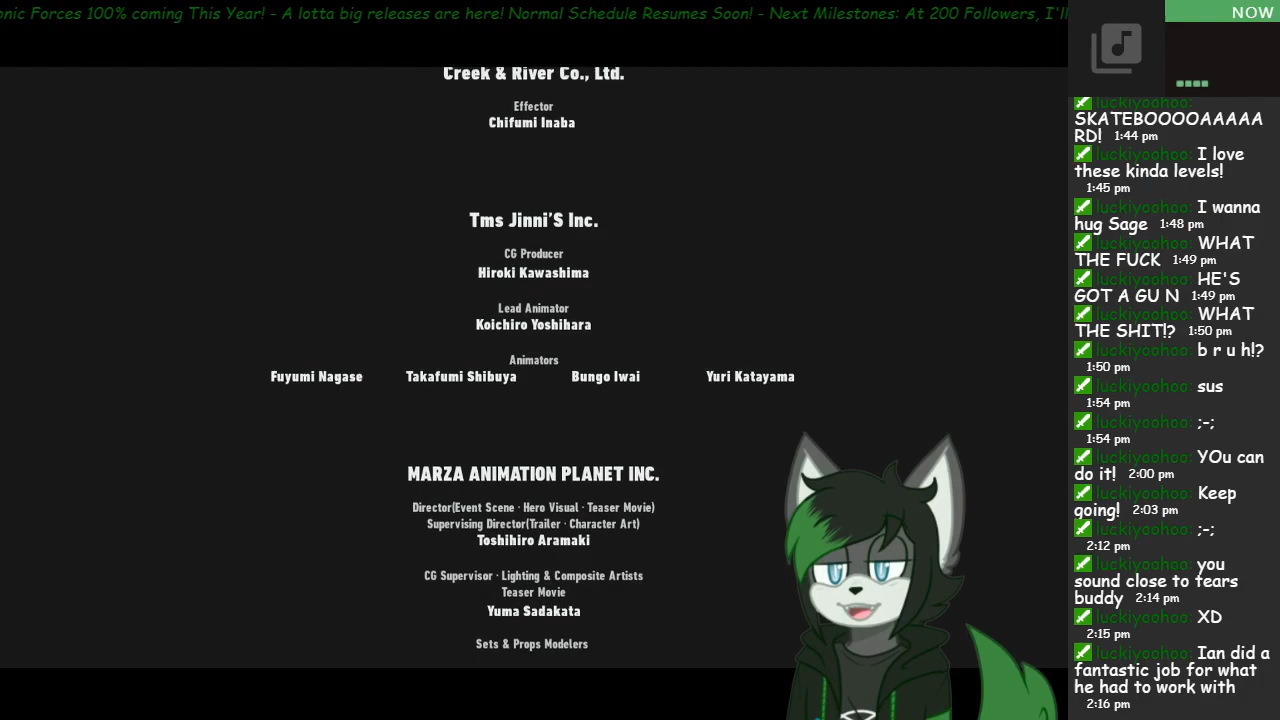 onic Forces 100% coming This Year! - A lotta big releases are here! Normal Schedule Resumes Soon! - Next Milestones: At 200 Followers, I'll
NOW
Creek & River Co., Ltd.
Effector
Chifumi Inaba
Tms Jinni'S Inc.
CG Producer
Hiroki Kawashima
Lead Animator
Koichiro Yoshihara
Animators
Fuyumi Nagase Takafumi Shibuya Bungo Iwai Yuri Katayama
MARZA ANIMATION PLANET INC.
Director(Event Scene · Hero Visual · Teaser Movie)
Supervising Director(Trailer · Character Art)
Toshihiro Aramaki
CG Supervisor · Lighting & Composite Artists
Teaser Movie
Yuma Sadakata
Sets & Props Modelers
luckiyoohoo:
SKATEBOOOOAAAAA
RD! 1:44 pm
luckiyoohoo: I love
these kinda levels!
1:45 pm
luckiyoohoo: I wanna
hug Sage 1:48 pm
luckiyoohoo: WHAT
THE FUCK 1:49 pm
luckiyoohoo: HE'S
GOT A GU N 1:49 pm
luckiyoohoo: WHAT
THE SHIT!? 1:50 pm
luckiyoohoo: b r u h!?
1:50 pm
luckiyoohoo: sus
1:54 pm
luckiyoohoo: ;-;
1:54 pm
luckiyoohoo: YOu can
do it! 2:00 pm
luckiyoohoo: Keep
going! 2:03 pm
luckiyoohoo: ;-;
2:12 pm
luckiyoohoo: you
sound close to tears
buddy 2:14 pm
luckiyoohoo: XD
2:15 pm
luckiyoohoo: Ian did a
fantastic job for what
he had to work with
2:16 pm